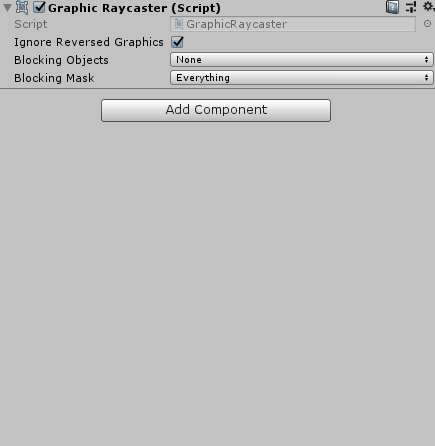 Graphic Raycaster (Script)
Script GraphicRaycaster
Ignore Reversed Graphics
Blocking Objects None
Blocking Mask Everything
Add Component